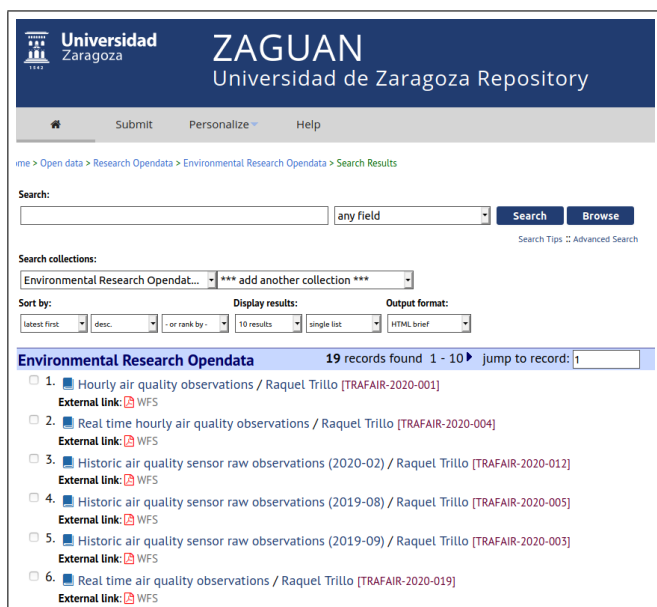 Universidad
Zaragoza
1542
ZAGUAN
Universidad de Zaragoza Repository
Submit Personalize Help
me > Open data > Research Opendata > Environmental Research Opendata > Search Results
Search:
any field Search Browse
Search Tips :: Advanced Search
Search collections:
Environmental Research Opendat... *** add another collection ***
Sort by: Display results: Output format:
latest first desc. - or rank by - 10 results single list HTML brief
Environmental Research Opendata 19 records found 1 - 10 jump to record: 1
1. Hourly air quality observations / Raquel Trillo [TRAFAIR-2020-001]
External link: WFS
2. Real time hourly air quality observations / Raquel Trillo [TRAFAIR-2020-004]
External link: WFS
3. Historic air quality sensor raw observations (2020-02) / Raquel Trillo [TRAFAIR-2020-012]
External link: WFS
4. Historic air quality sensor raw observations (2019-08) / Raquel Trillo [TRAFAIR-2020-005]
External link: WFS
5. Historic air quality sensor raw observations (2019-09) / Raquel Trillo [TRAFAIR-2020-003]
External link: WFS
6. Real time air quality observations / Raquel Trillo [TRAFAIR-2020-019]
External link: WFS